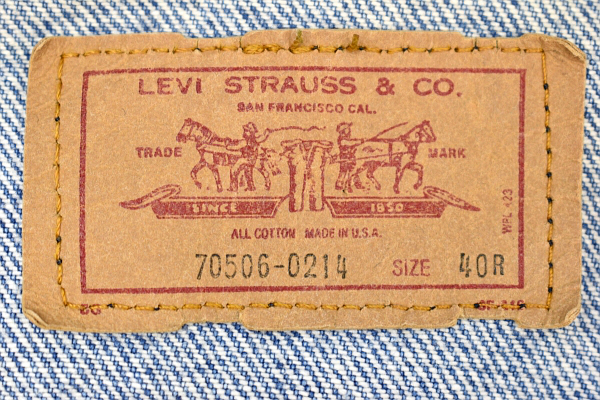 LEVI STRAUSS & CO.
SAN FRANCISCO CAL.
TRADE MARK
SINCE 1850
ALL COTTON MADE IN U.S.A.
70506-0214 SIZE 40R
WPL 423